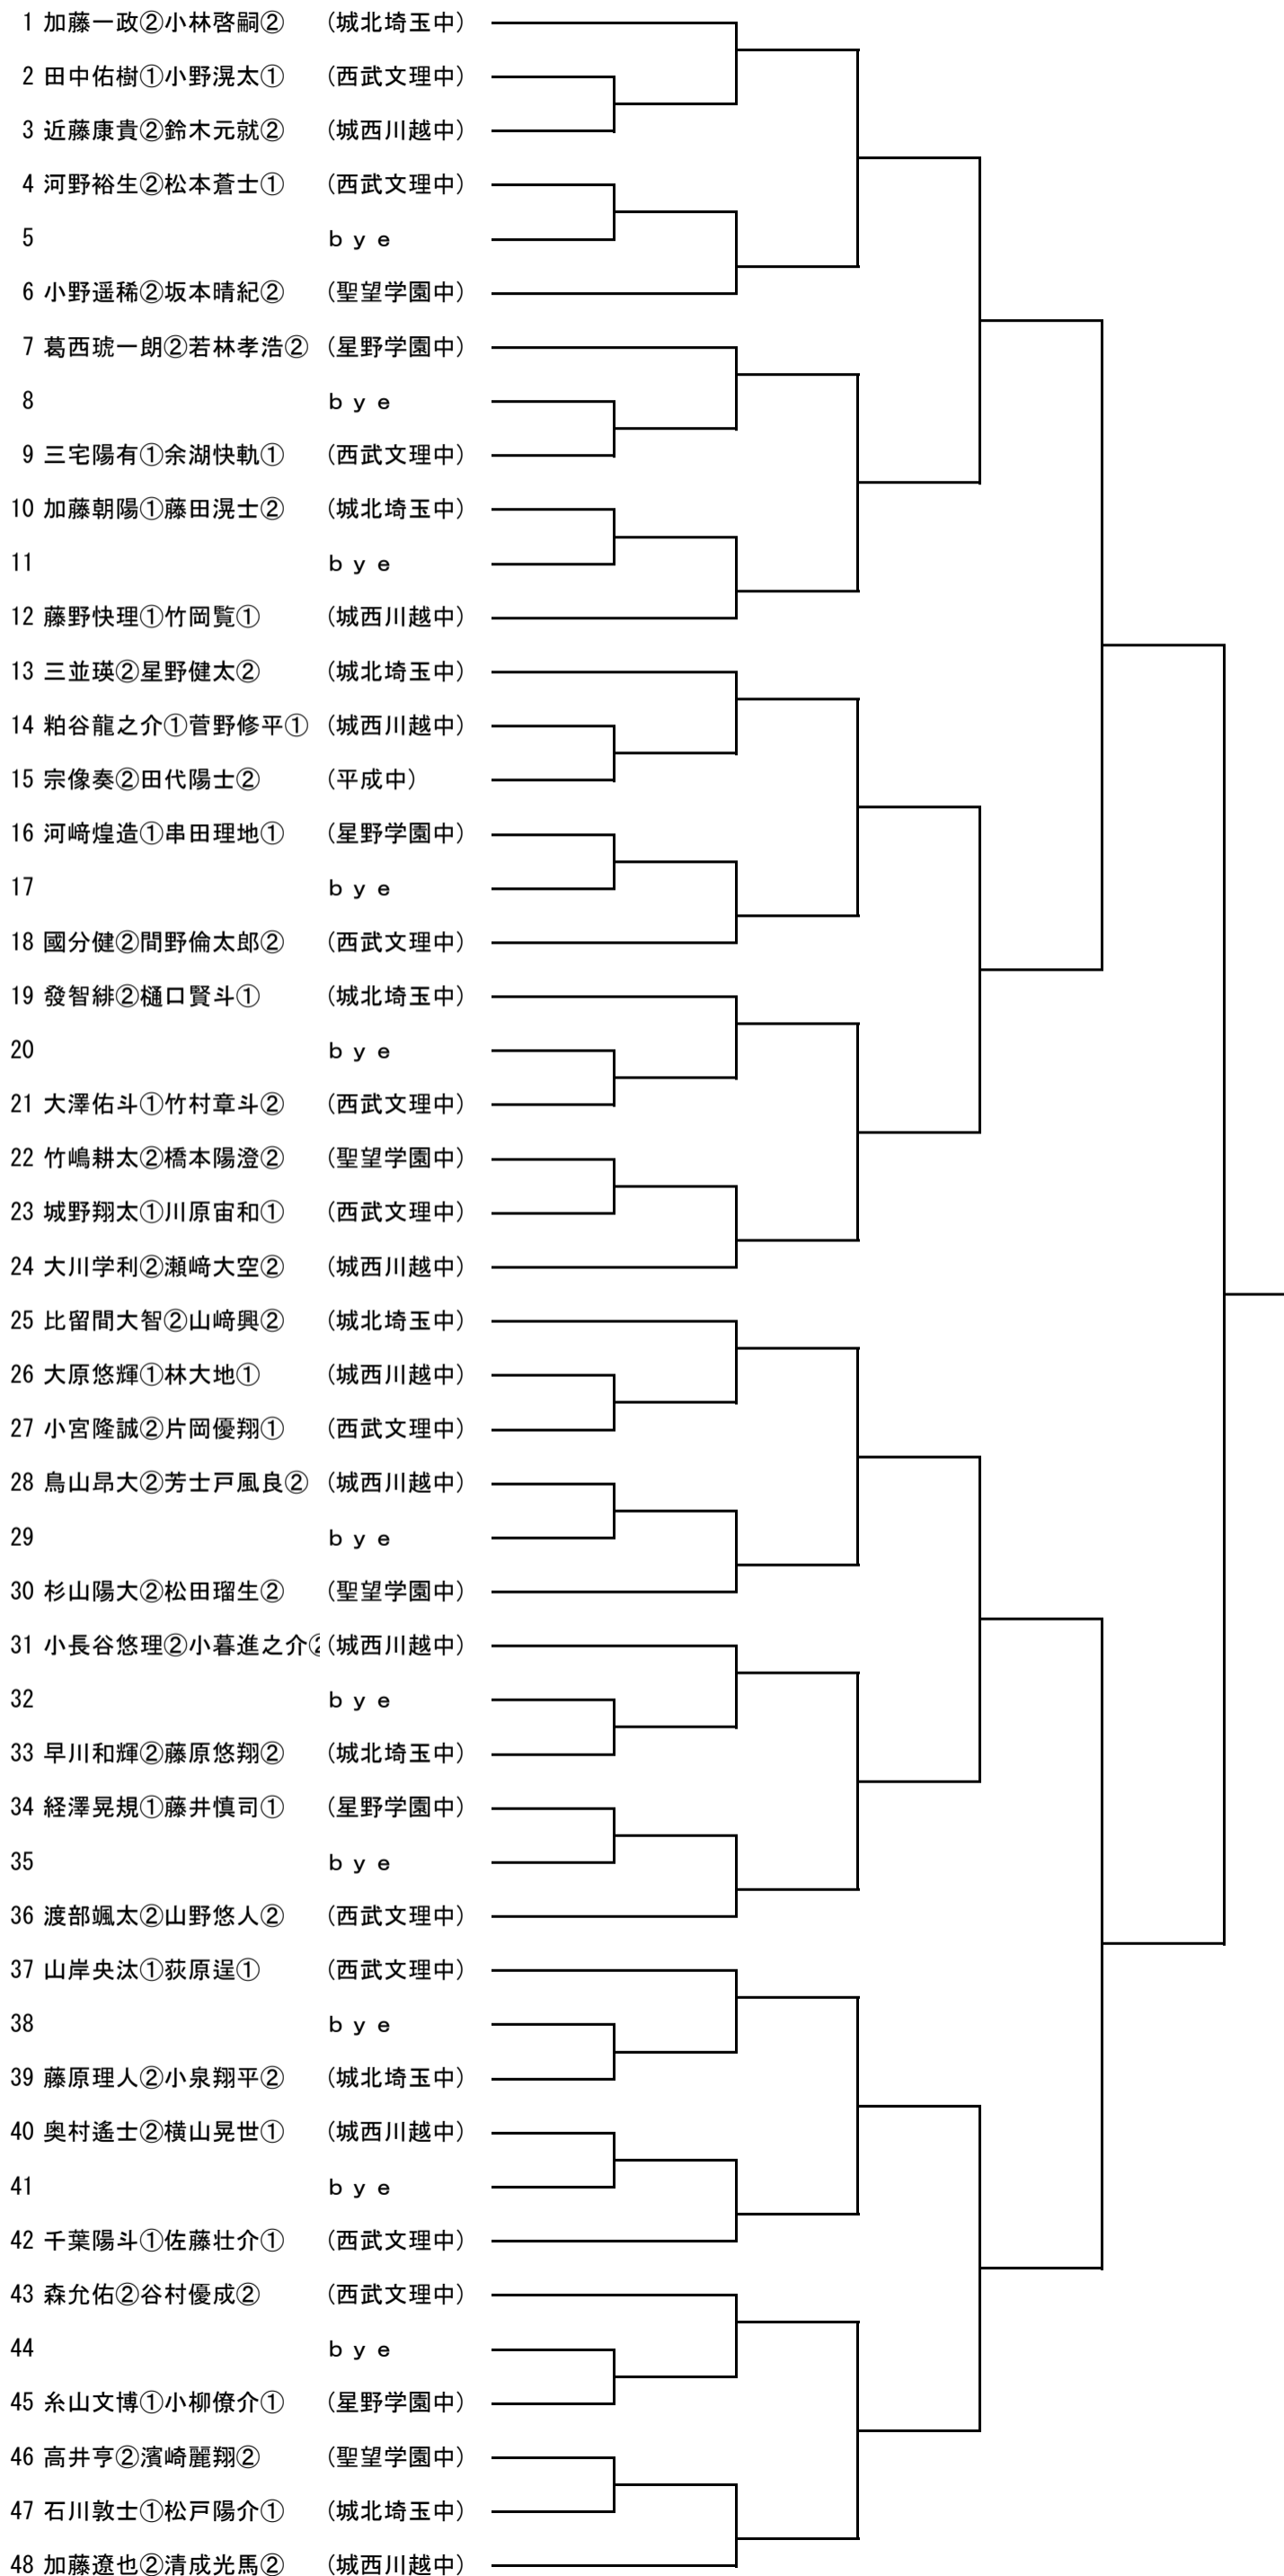 1 加藤一政②小林啓嗣② (城北埼玉中)
2 田中佑樹①小野滉太① (西武文理中)
3 近藤康貴②鈴木元就② (城西川越中)
4 河野裕生②松本蒼士① (西武文理中)
5 ｂｙｅ
6 小野遥稀②坂本晴紀② (聖望学園中)
7 葛西琥一朗②若林孝浩② (星野学園中)
8 ｂｙｅ
9 三宅陽有①余湖快軌① (西武文理中)
10 加藤朝陽①藤田滉士② (城北埼玉中)
11 ｂｙｅ
12 藤野快理①竹岡覧① (城西川越中)
13 三並瑛②星野健太② (城北埼玉中)
14 粕谷龍之介①菅野修平① (城西川越中)
15 宗像奏②田代陽士② (平成中)
16 河﨑煌造①串田理地① (星野学園中)
17 ｂｙｅ
18 國分健②間野倫太郎② (西武文理中)
19 發智緋②樋口賢斗① (城北埼玉中)
20 ｂｙｅ
21 大澤佑斗①竹村章斗② (西武文理中)
22 竹嶋耕太②橋本陽澄② (聖望学園中)
23 城野翔太①川原宙和① (西武文理中)
24 大川学利②瀬﨑大空② (城西川越中)
25 比留間大智②山﨑興② (城北埼玉中)
26 大原悠輝①林大地① (城西川越中)
27 小宮隆誠②片岡優翔① (西武文理中)
28 鳥山昂大②芳士戸風良② (城西川越中)
29 ｂｙｅ
30 杉山陽大②松田瑠生② (聖望学園中)
31 小長谷悠理②小暮進之介② (城西川越中)
32 ｂｙｅ
33 早川和輝②藤原悠翔② (城北埼玉中)
34 経澤晃規①藤井慎司① (星野学園中)
35 ｂｙｅ
36 渡部颯太②山野悠人② (西武文理中)
37 山岸央汰①荻原逞① (西武文理中)
38 ｂｙｅ
39 藤原理人②小泉翔平② (城北埼玉中)
40 奥村遙士②横山晃世① (城西川越中)
41 ｂｙｅ
42 千葉陽斗①佐藤壮介① (西武文理中)
43 森允佑②谷村優成② (西武文理中)
44 ｂｙｅ
45 糸山文博①小柳僚介① (星野学園中)
46 高井亨②濱崎麗翔② (聖望学園中)
47 石川敦士①松戸陽介① (城北埼玉中)
48 加藤遼也②清成光馬② (城西川越中)